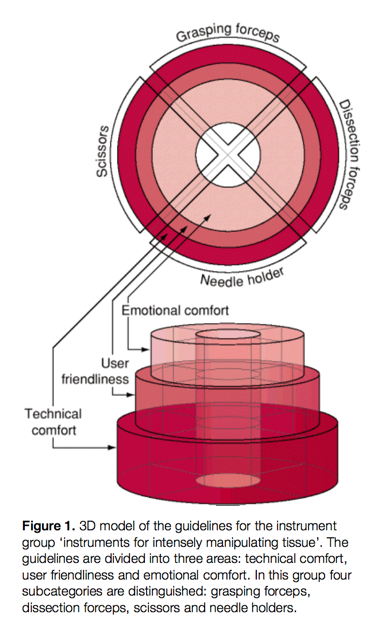 Grasping forceps
Scissors
Dissection forceps
Needle holder
Emotional comfort
User
friendliness
Technical
comfort
Figure 1. 3D model of the guidelines for the instrument
group ‘instruments for intensely manipulating tissue’. The
guidelines are divided into three areas: technical comfort,
user friendliness and emotional comfort. In this group four
subcategories are distinguished: grasping forceps,
dissection forceps, scissors and needle holders.